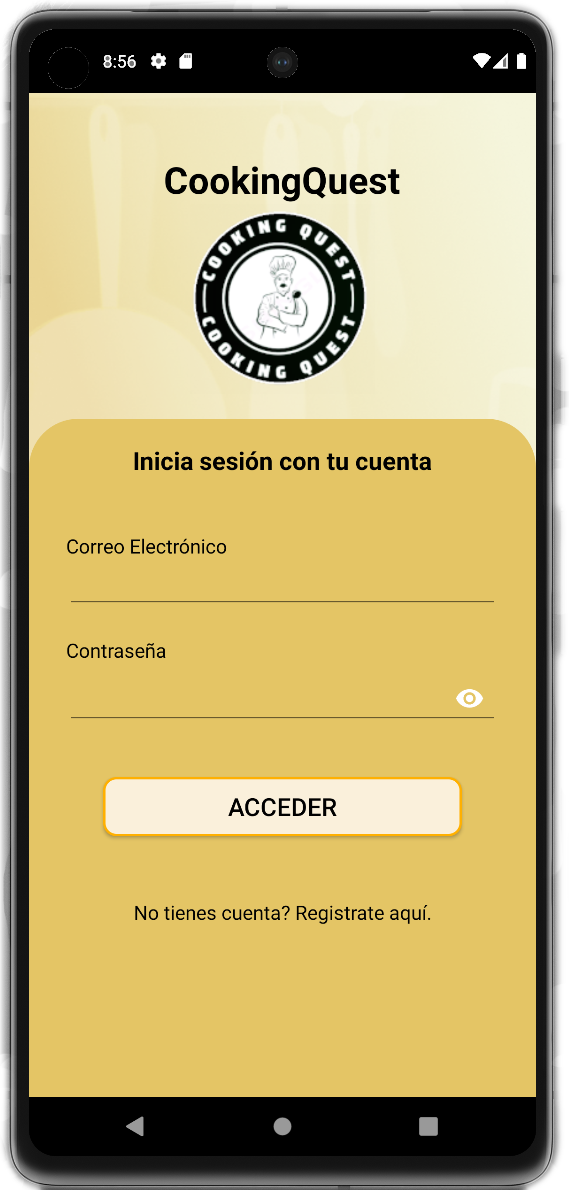 8:56
CookingQuest
COOKING QUEST
COOKING QUEST
Inicia sesión con tu cuenta
Correo Electrónico
Contraseña
ACCEDER
No tienes cuenta? Registrate aquí.